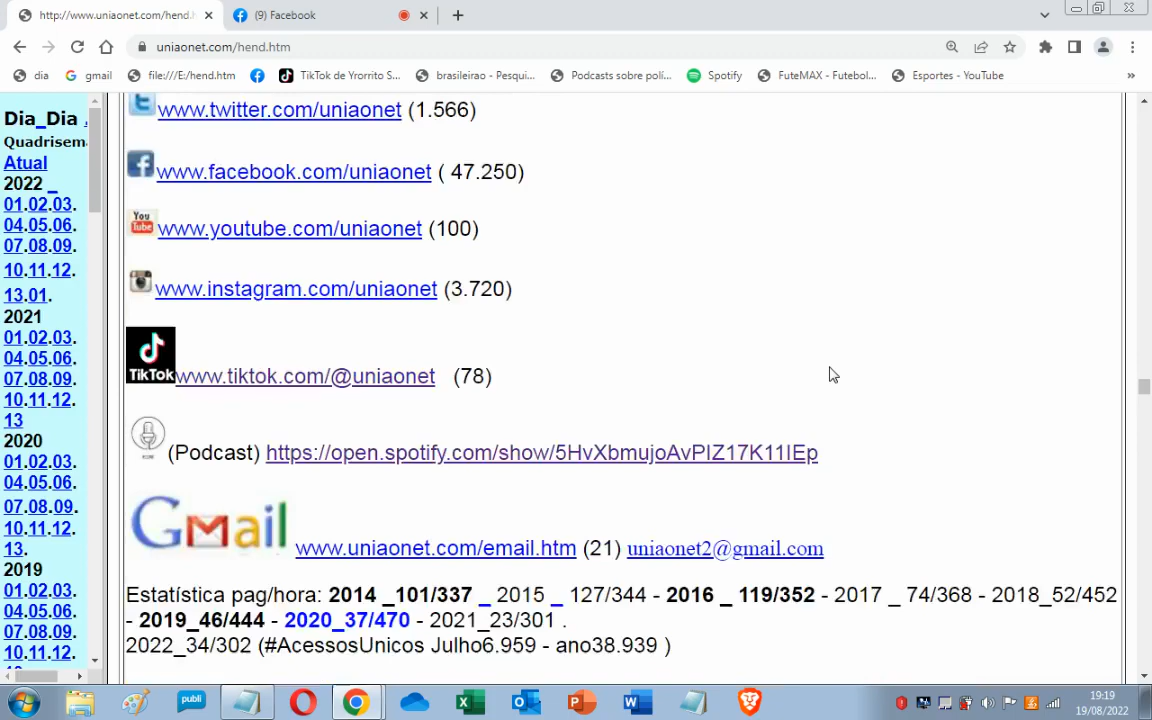 http://www.uniaonet.com/hend.h
(9) Facebook
uniaonet.com/hend.htm
dia
gmail
file:///E:/hend.htm
TikTok de Yrorrito S...
brasileirao - Pesqui...
Podcasts sobre polí...
Spotify
FuteMAX - Futebol...
Esportes - YouTube
»
Dia_Dia
Quadrisem
Atual
2022 _
01.02.03.
04.05.06.
07.08.09.
10.11.12.
13.01.
2021
01.02.03.
04.05.06.
07.08.09.
10.11.12.
13
2020
01.02.03.
04.05.06.
07.08.09.
10.11.12.
13.
2019
01.02.03.
04.05.06.
07.08.09.
10.11.12.
www.twitter.com/uniaonet (1.566)
www.facebook.com/uniaonet ( 47.250)
You Tube www.youtube.com/uniaonet (100)
www.instagram.com/uniaonet (3.720)
TikTok www.tiktok.com/@uniaonet (78)
(Podcast) https://open.spotify.com/show/5HvXbmujoAvPIZ17K11IEp
Gmail www.uniaonet.com/email.htm (21) uniaonet2@gmail.com
Estatística pag/hora: 2014 _101/337 _ 2015 _ 127/344 - 2016 _ 119/352 - 2017 _ 74/368 - 2018_52/452
- 2019_46/444 - 2020_37/470 - 2021_23/301 .
2022_34/302 (#AcessosUnicos Julho6.959 - ano38.939 )
publi
19:19
19/08/2022